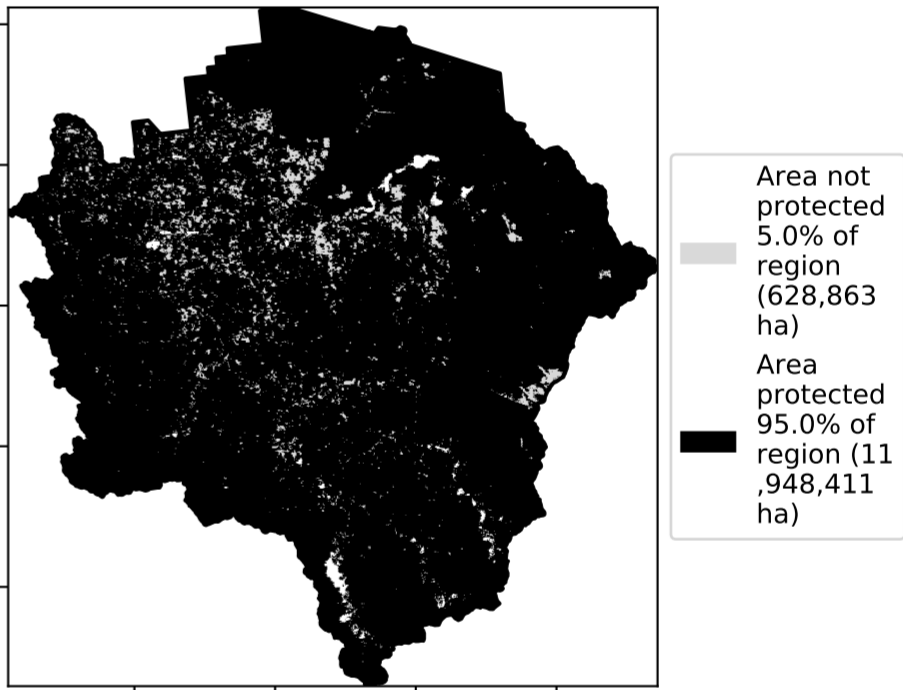 Area not
protected
5.0% of
region
(628,863
ha)
Area
protected
95.0% of
region (11
,948,411
ha)